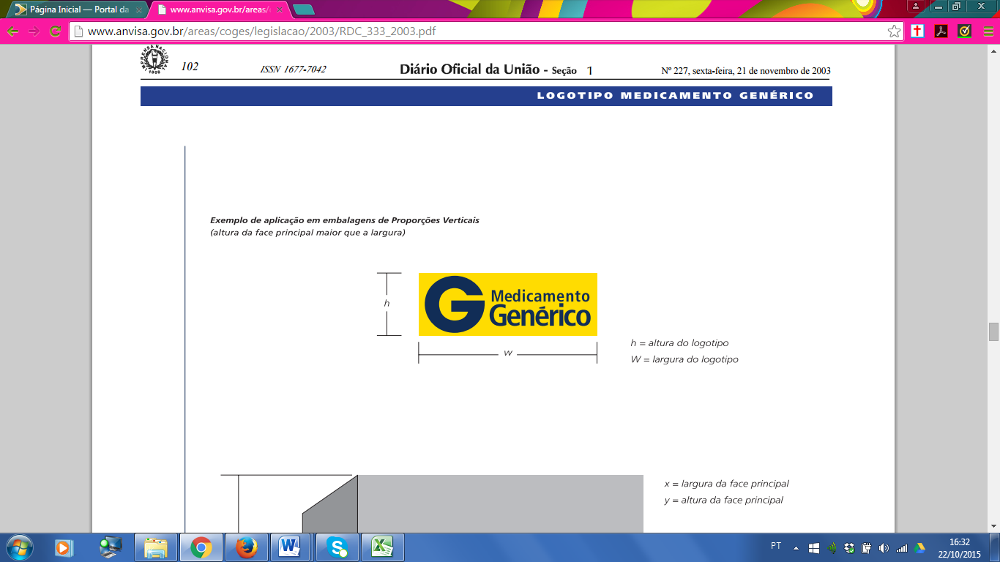 Página Inicial — Portal da
www.anvisa.gov.br/areas/
www.anvisa.gov.br/areas/coges/legislacao/2003/RDC_333_2003.pdf
IMPRENSA NACIONAL
1808
102 ISSN 1677-7042 Diário Oficial da União - Seção 1 Nº 227, sexta-feira, 21 de novembro de 2003
LOGOTIPO MEDICAMENTO GENÉRICO
Exemplo de aplicação em embalagens de Proporções Verticais
(altura da face principal maior que a largura)
h
G Medicamento
Genérico
w
h = altura do logotipo
W = largura do logotipo
x = largura da face principal
y = altura da face principal
PT
16:32
22/10/2015